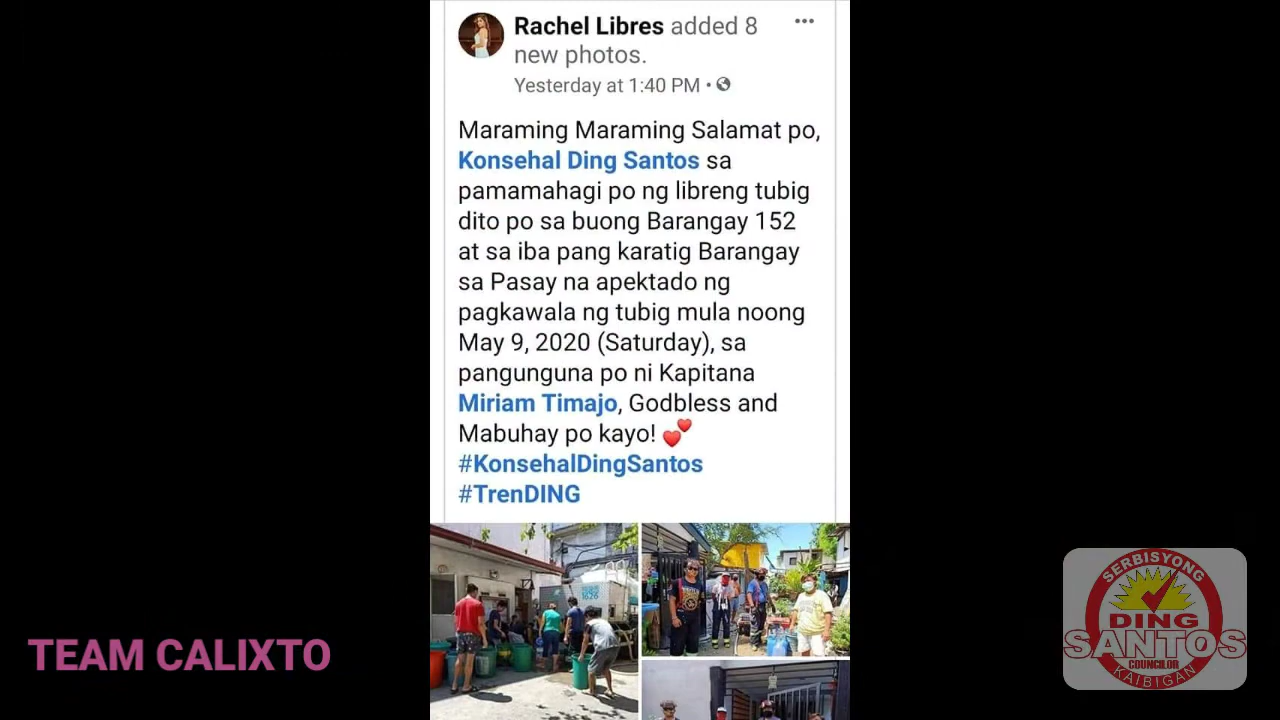 Rachel Libres added 8
new photos.
Yesterday at 1:40 PM •
Maraming Maraming Salamat po,
Konsehal Ding Santos sa
pamamahagi po ng libreng tubig
dito po sa buong Barangay 152
at sa iba pang karatig Barangay
sa Pasay na apektado ng
pagkawala ng tubig mula noong
May 9, 2020 (Saturday), sa
pangunguna po ni Kapitana
Miriam Timajo, Godbless and
Mabuhay po kayo! 💕
#KonsehalDingSantos
#TrenDING
1626
TEAM CALIXTO
SERBISYONG
DING
SANTOS
COUNCILOR
KAIBIGAN